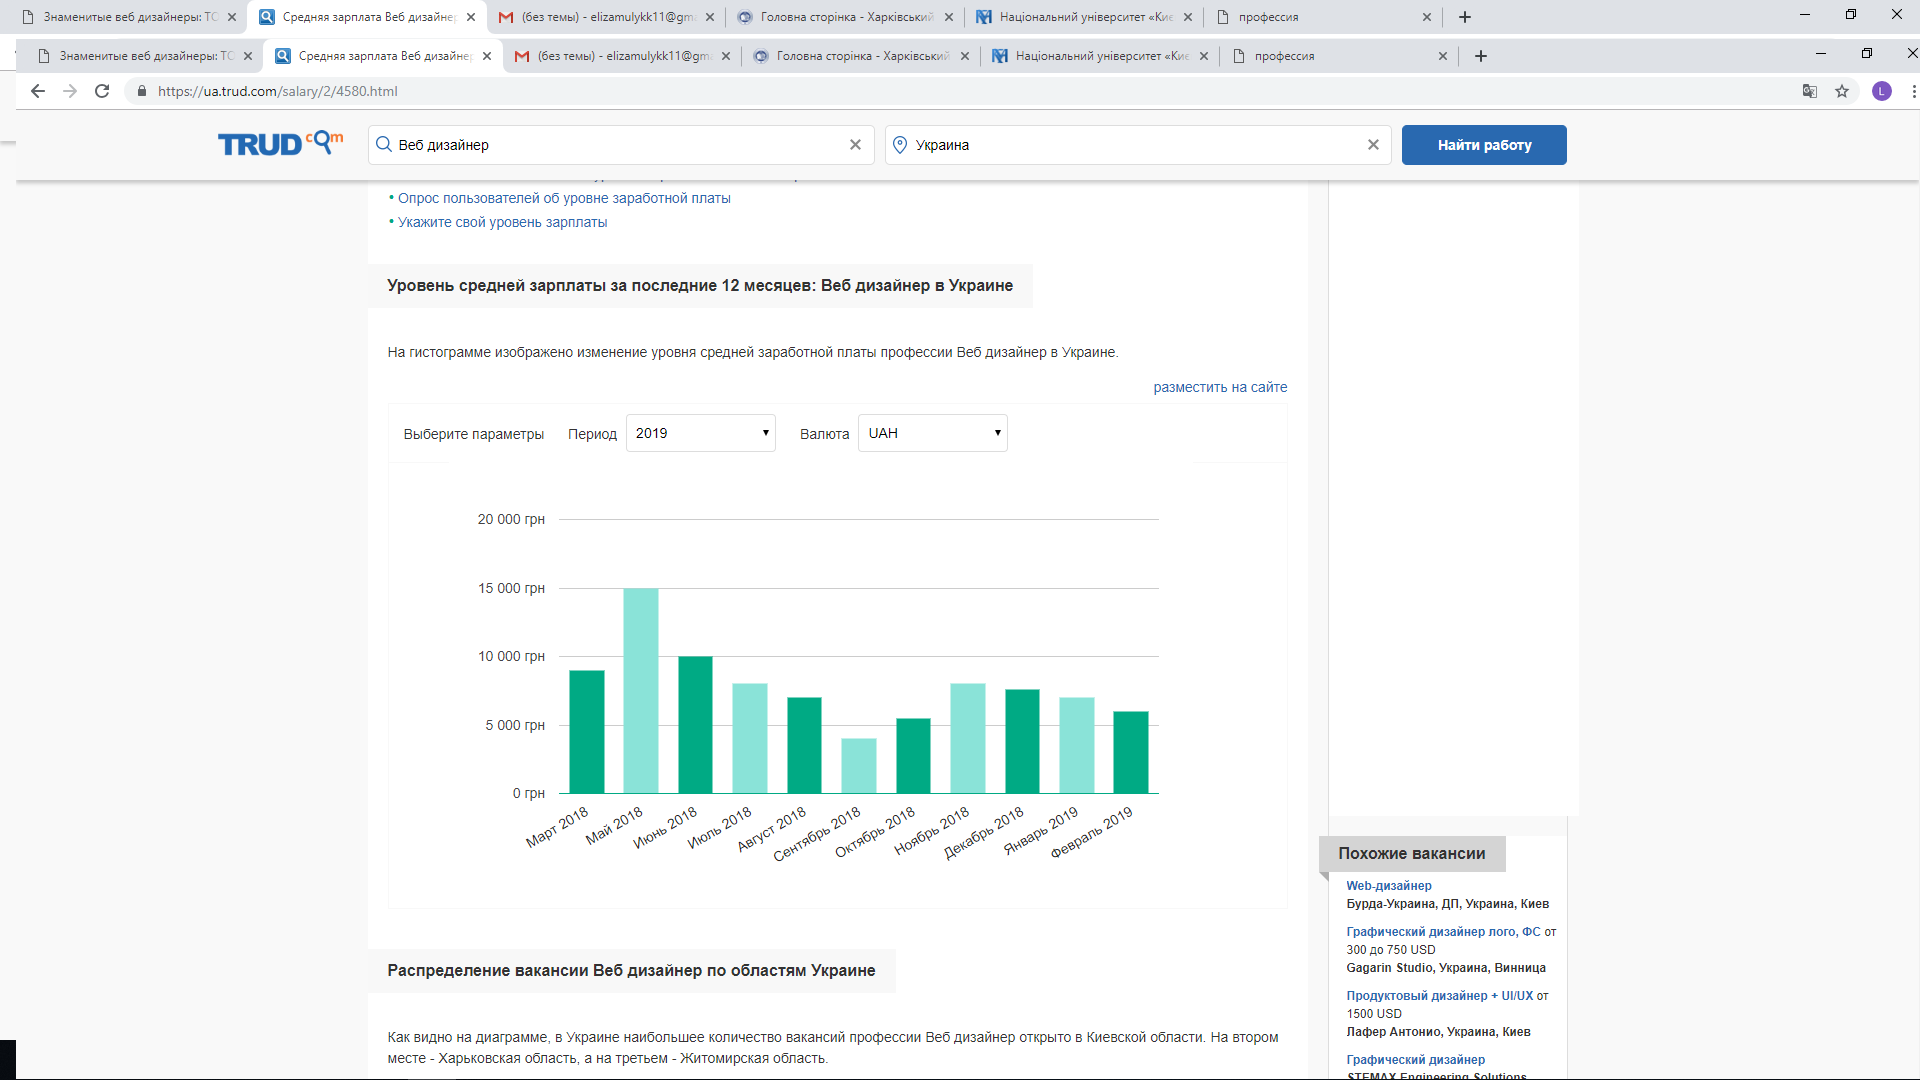 Знаменитые веб дизайнеры: ТО
Средняя зарплата Веб дизайнер
(без темы) - elizamulykk11@gma
Головна сторінка - Харківський
Національний університет «Киє
профессия
Знаменитые веб дизайнеры: ТО
Средняя зарплата Веб дизайнер
(без темы) - elizamulykk11@gma
Головна сторінка - Харківський
Національний університет «Киє
профессия
https://ua.trud.com/salary/2/4580.html
L
TRUD com
Веб дизайнер
Украина
Найти работу
• Опрос пользователей об уровне заработной платы
• Укажите свой уровень зарплаты
Уровень средней зарплаты за последние 12 месяцев: Веб дизайнер в Украине
На гистограмме изображено изменение уровня средней заработной платы профессии Веб дизайнер в Украине.
разместить на сайте
Выберите параметры Период 2019 Валюта UAH
20 000 грн
15 000 грн
10 000 грн
5 000 грн
0 грн
Март 2018
Май 2018
Июнь 2018
Июль 2018
Август 2018
Сентябрь 2018
Октябрь 2018
Ноябрь 2018
Декабрь 2018
Январь 2019
Февраль 2019
Распределение вакансии Веб дизайнер по областям Украине
Как видно на диаграмме, в Украине наибольшее количество вакансий профессии Веб дизайнер открыто в Киевской области. На втором
месте - Харьковская область, а на третьем - Житомирская область.
Похожие вакансии
Web-дизайнер
Бурда-Украина, ДП, Украина, Киев
Графический дизайнер лого, ФС от
300 до 750 USD
Gagarin Studio, Украина, Винница
Продуктовый дизайнер + UI/UX от
1500 USD
Лафер Антонио, Украина, Киев
Графический дизайнер
STEMAX Engineering Solutions